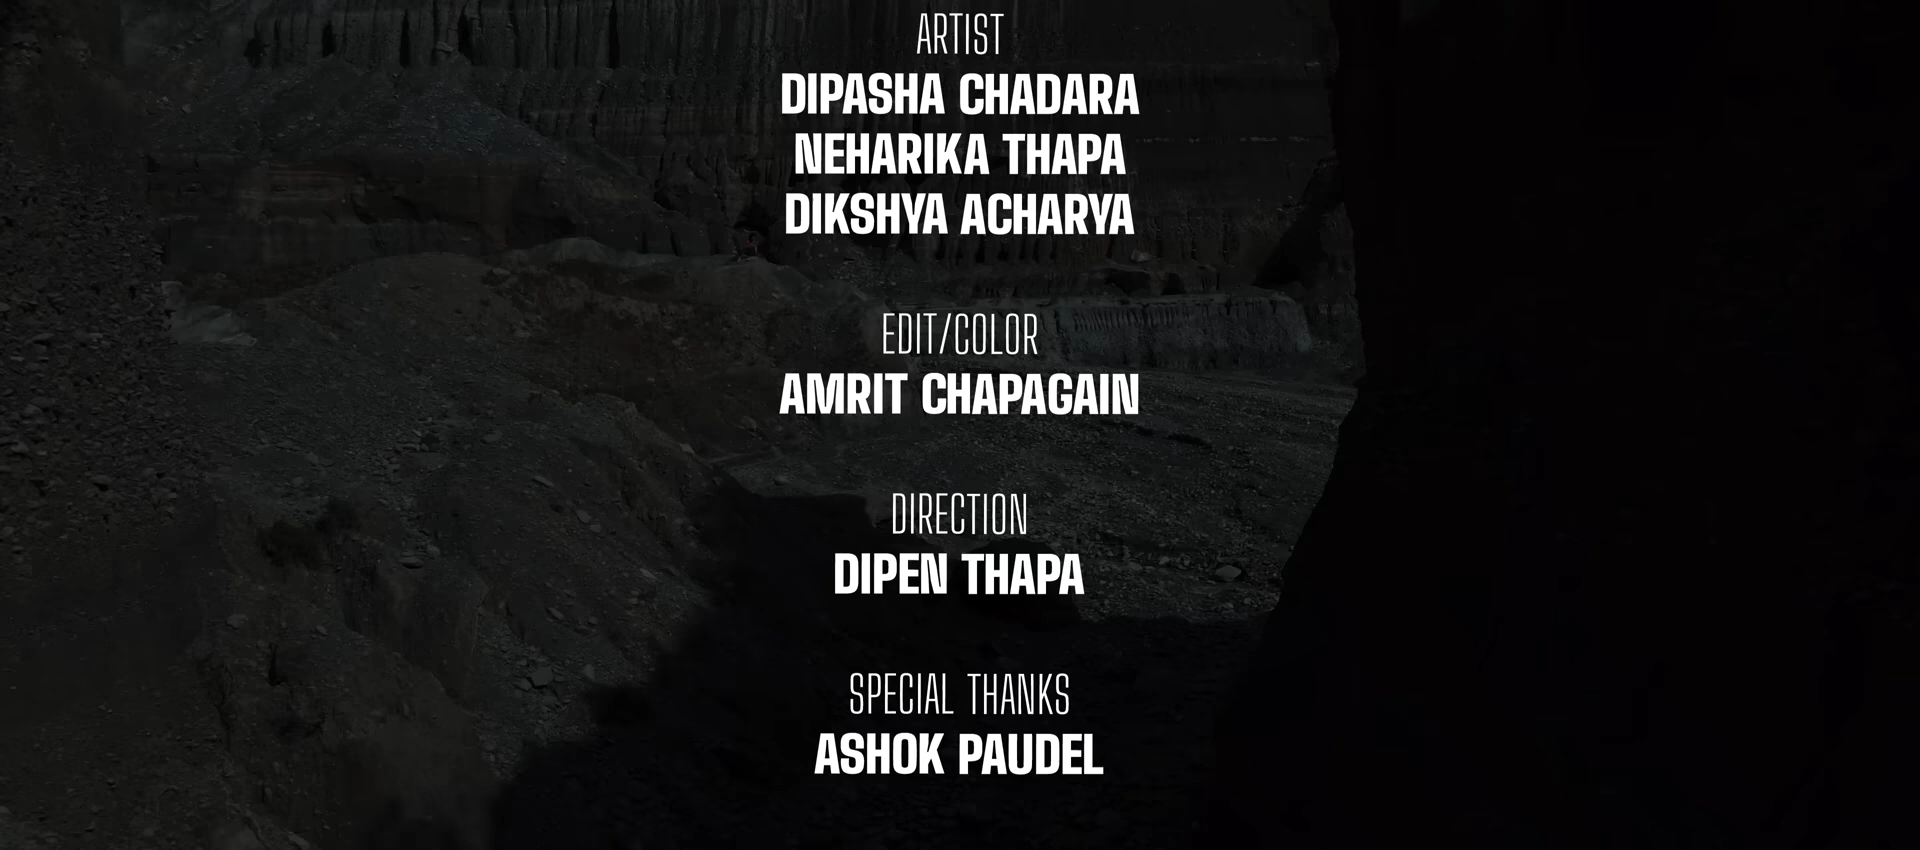 ARTIST
DIPASHA CHADARA
NEHARIKA THAPA
DIKSHYA ACHARYA
EDIT/COLOR
AMRIT CHAPAGAIN
DIRECTION
DIPEN THAPA
SPECIAL THANKS
ASHOK PAUDEL